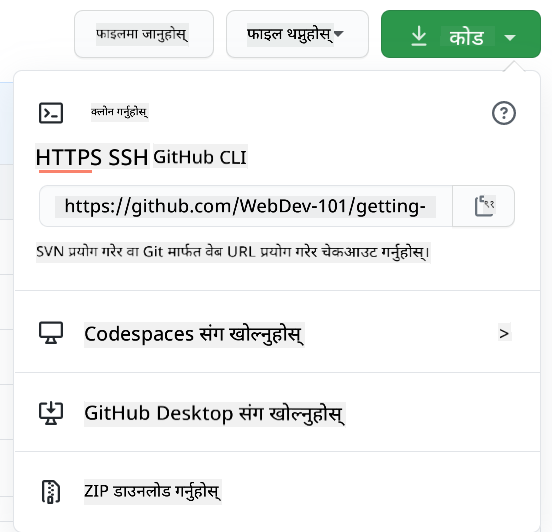 फाइलमा जानुहोस् फाइल थप्नुहोस् कोड
क्लोन गर्नुहोस्
HTTPS SSH GitHub CLI
https://github.com/WebDev-101/getting-
SVN प्रयोग गरेर वा Git मार्फत वेब URL प्रयोग गरेर चेकआउट गर्नुहोस्।
Codespaces संग खोल्नुहोस् >
GitHub Desktop संग खोल्नुहोस्
ZIP डाउनलोड गर्नुहोस्